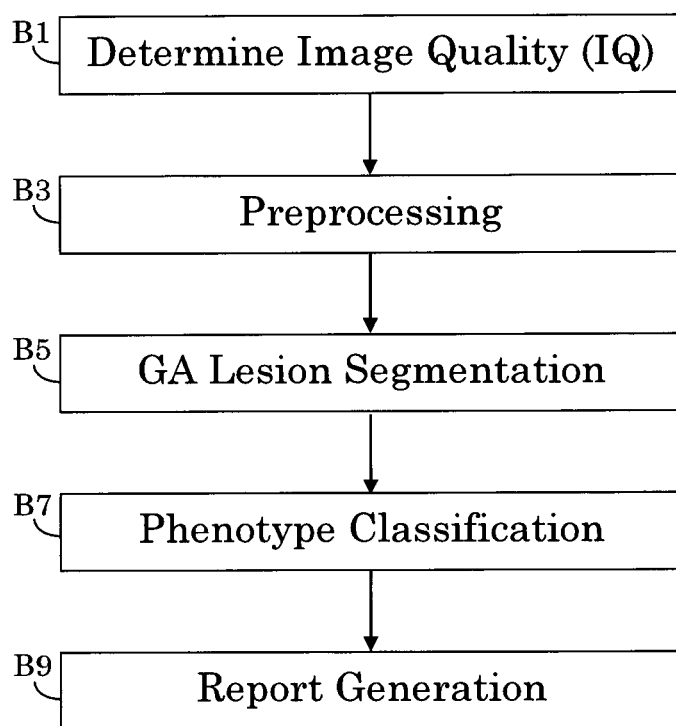 B1
Determine Image Quality (IQ)
B3
Preprocessing
B5
GA Lesion Segmentation
B7
Phenotype Classification
B9
Report Generation